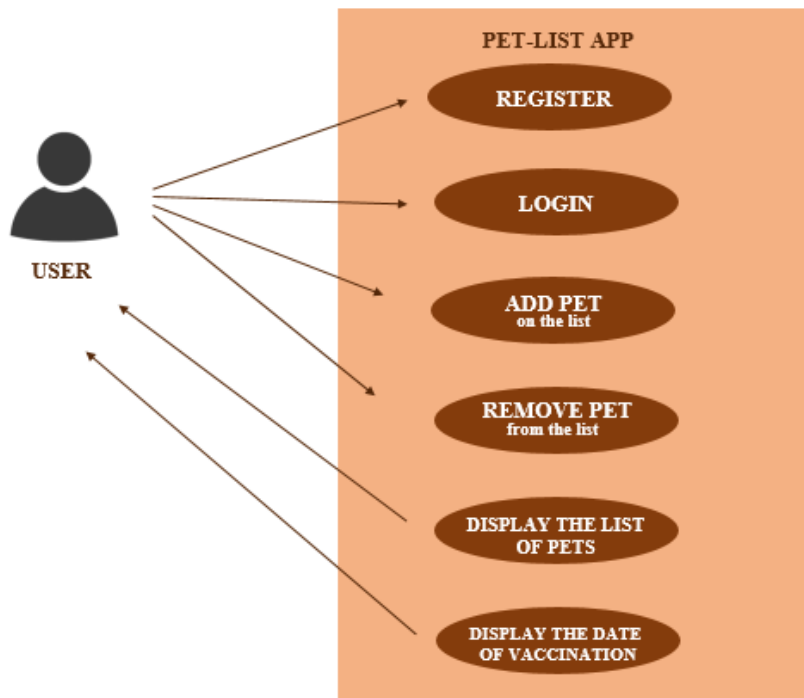 PET-LIST APP
REGISTER
LOGIN
USER
ADD PET
on the list
REMOVE PET
from the list
DISPLAY THE LIST
OF PETS
DISPLAY THE DATE
OF VACCINATION